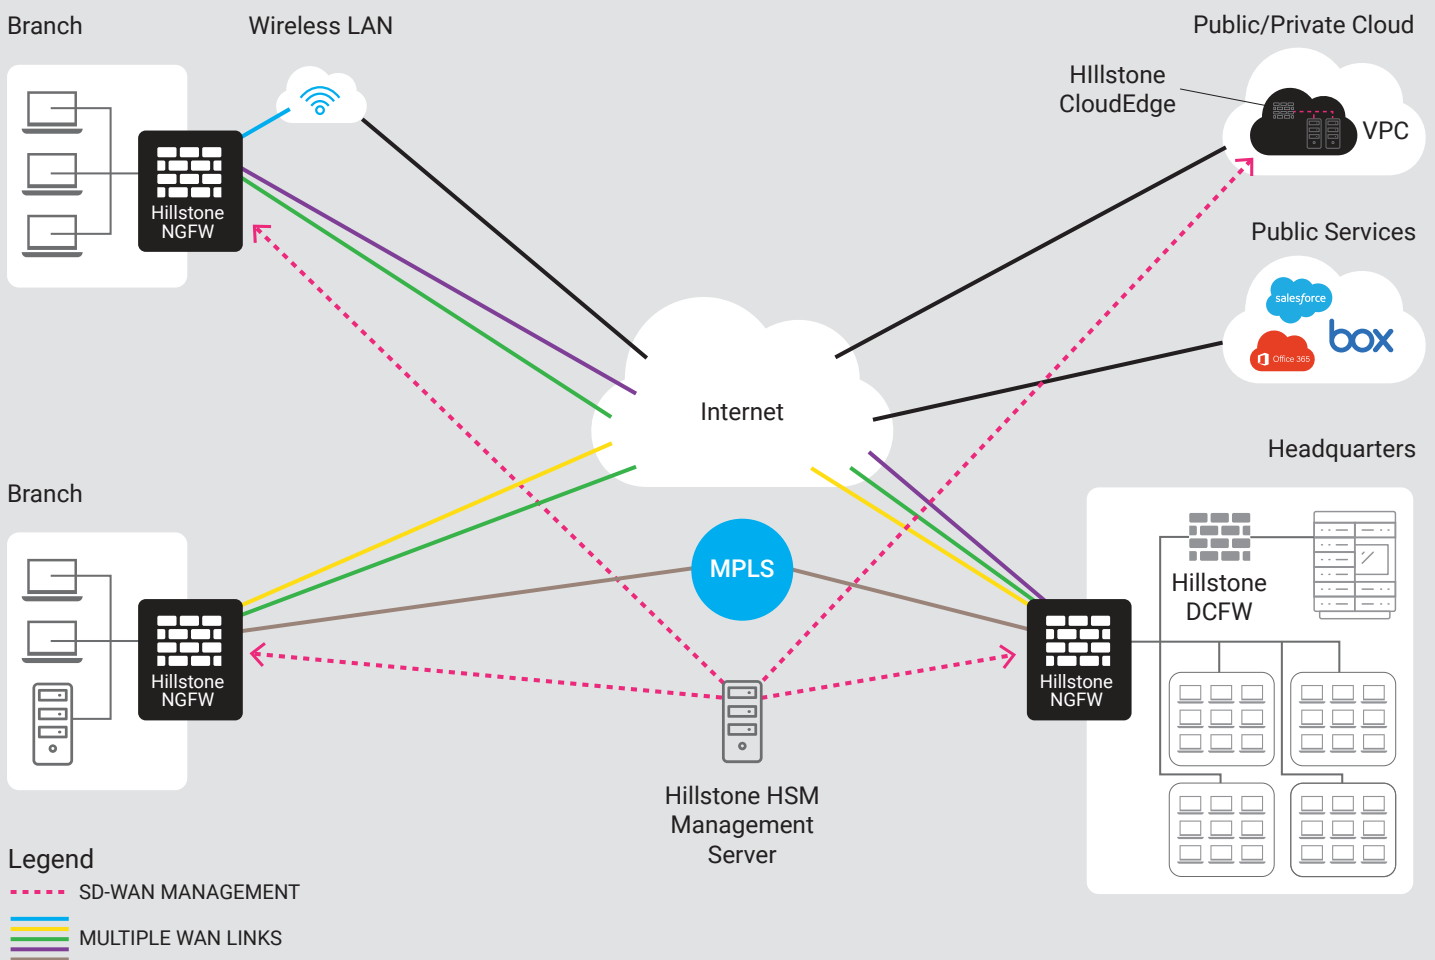 Branch
Wireless LAN
Public/Private Cloud
HIllstone
CloudEdge
VPC
Hillstone
NGFW
Public Services
salesforce
box
Office 365
Internet
Headquarters
Branch
MPLS
Hillstone
DCFW
Hillstone
NGFW
Hillstone
NGFW
Hillstone HSM
Management
Server
Legend
SD-WAN MANAGEMENT
MULTIPLE WAN LINKS